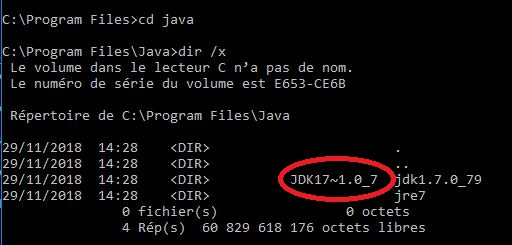 C:\Program Files>cd java
C:\Program Files\Java>dir /x
Le volume dans le lecteur C n’a pas de nom.
Le numéro de série du volume est E653-CE6B
Répertoire de C:\Program Files\Java
29/11/2018  14:28    <DIR>                       .
29/11/2018  14:28    <DIR>                       ..
29/11/2018  14:28    <DIR>          JDK17~1.0_7  jdk1.7.0_79
29/11/2018  14:28    <DIR>                       jre7
0 fichier(s)                0 octets
4 Rép(s)  60 829 618 176 octets libres